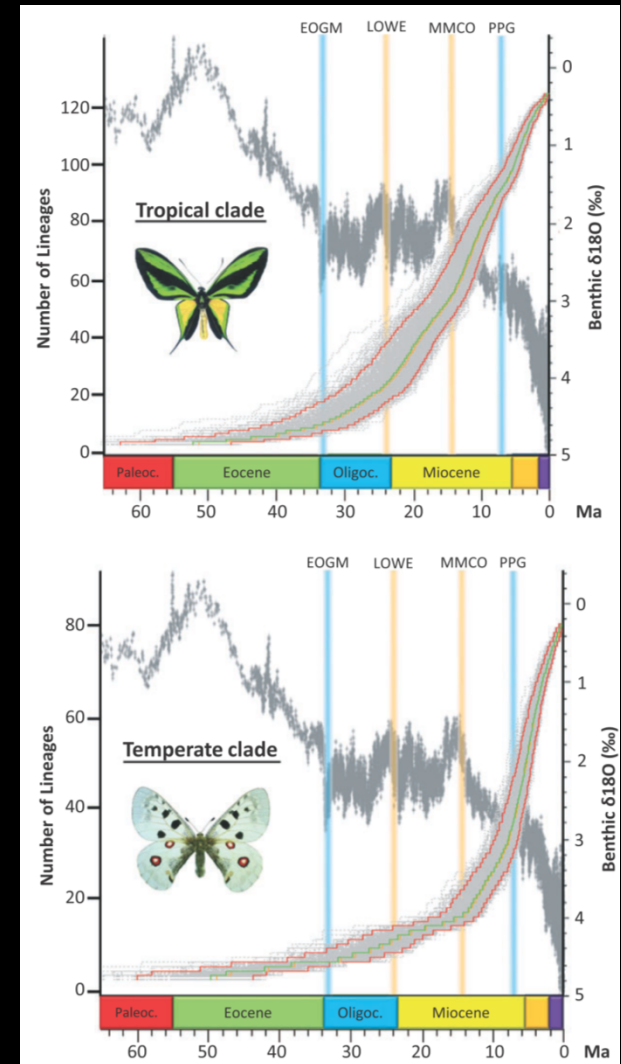 EOGM LOWE MMCO PPG
120
100
80
60
40
20
0
Number of Lineages
Tropical clade
0
1
2
3
4
5
Benthic δ18O (‰)
Paleoc. Eocene Oligoc. Miocene
60 50 40 30 20 10 0 Ma
EOGM LOWE MMCO PPG
80
60
40
20
0
Number of Lineages
Temperate clade
0
1
2
3
4
5
Benthic δ18O (‰)
Paleoc. Eocene Oligoc. Miocene
60 50 40 30 20 10 0 Ma